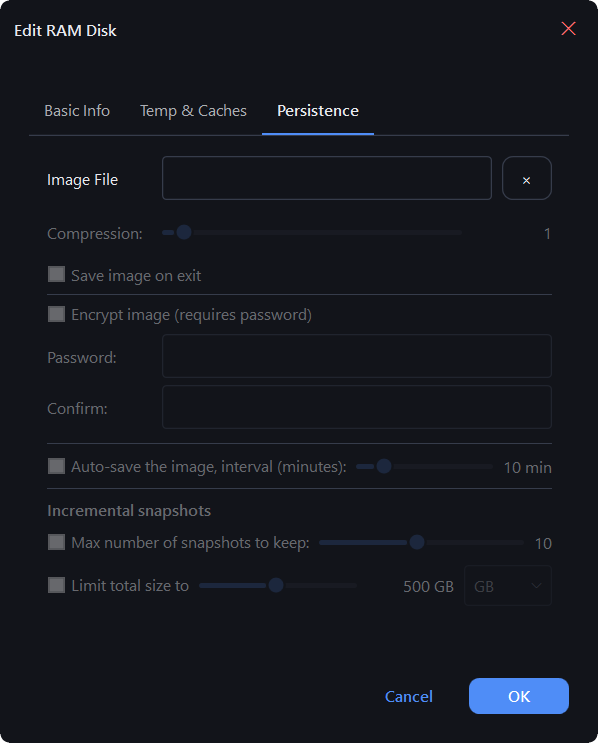 Edit RAM Disk
Basic Info Temp & Caches Persistence
Image File ×
Compression: 1
Save image on exit
Encrypt image (requires password)
Password:
Confirm:
Auto-save the image, interval (minutes): 10 min
Incremental snapshots
Max number of snapshots to keep: 10
Limit total size to 500 GB GB
Cancel OK